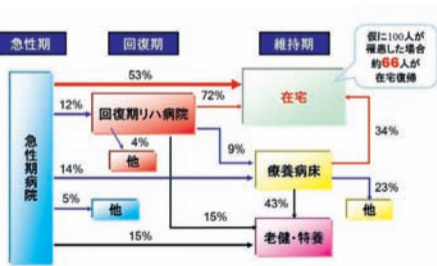 急性期
回復期
維持期
仮に100人が
罹患した場合
約66人が
在宅復帰
53%
在宅
72%
12%
回復期リハ病院
34%
4%
9%
他
急性期病院
14%
療養病床
5%
他
43%
23%
他
15%
15%
老健・特養